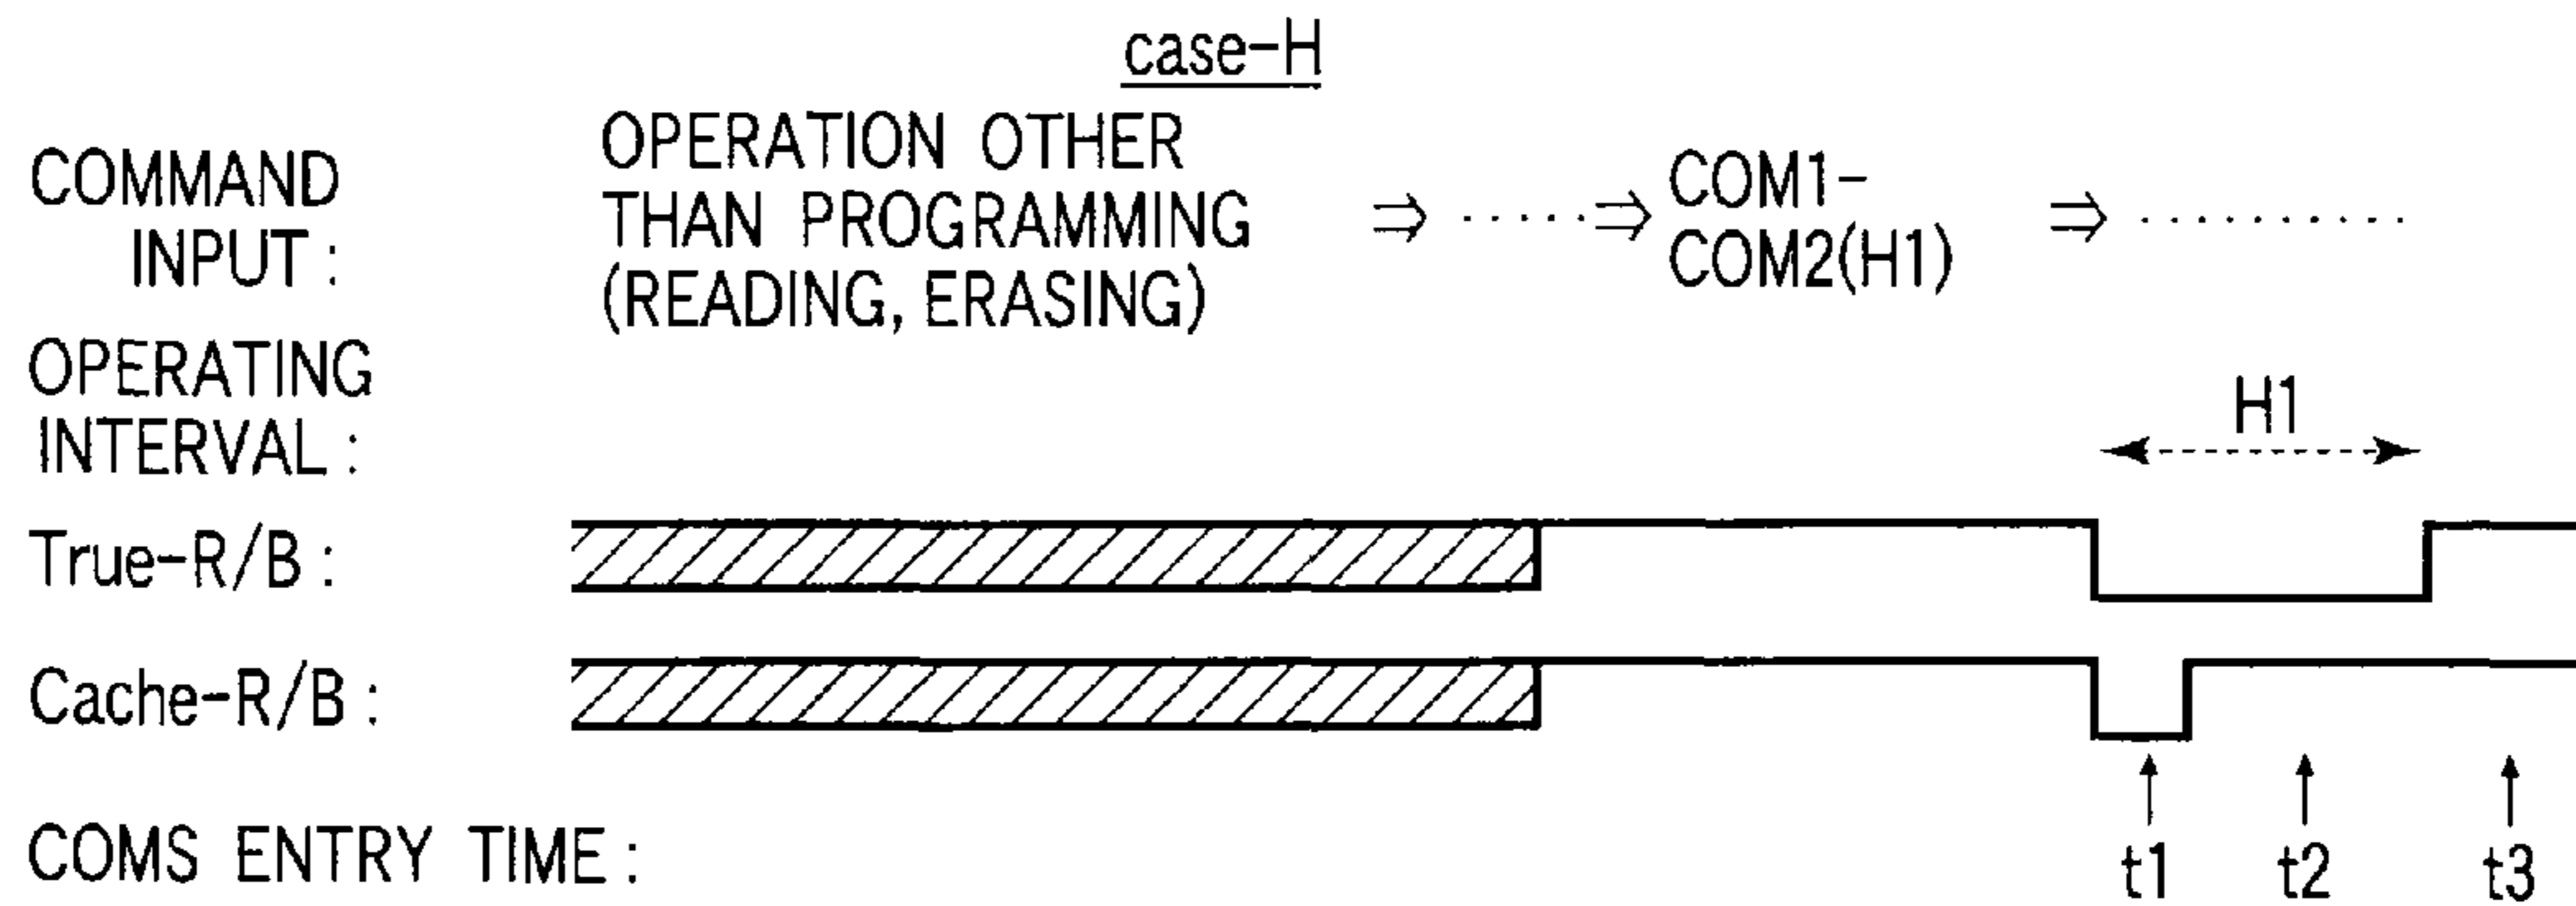 case-H
COMMAND INPUT :
OPERATION OTHER
THAN PROGRAMMING
(READING, ERASING)
⇒ ····· ⇒
COM1-
COM2(H1)
⇒ ·········
OPERATING
INTERVAL :
H1
True-R/B :
Cache-R/B :
COMS ENTRY TIME :
t1 t2 t3